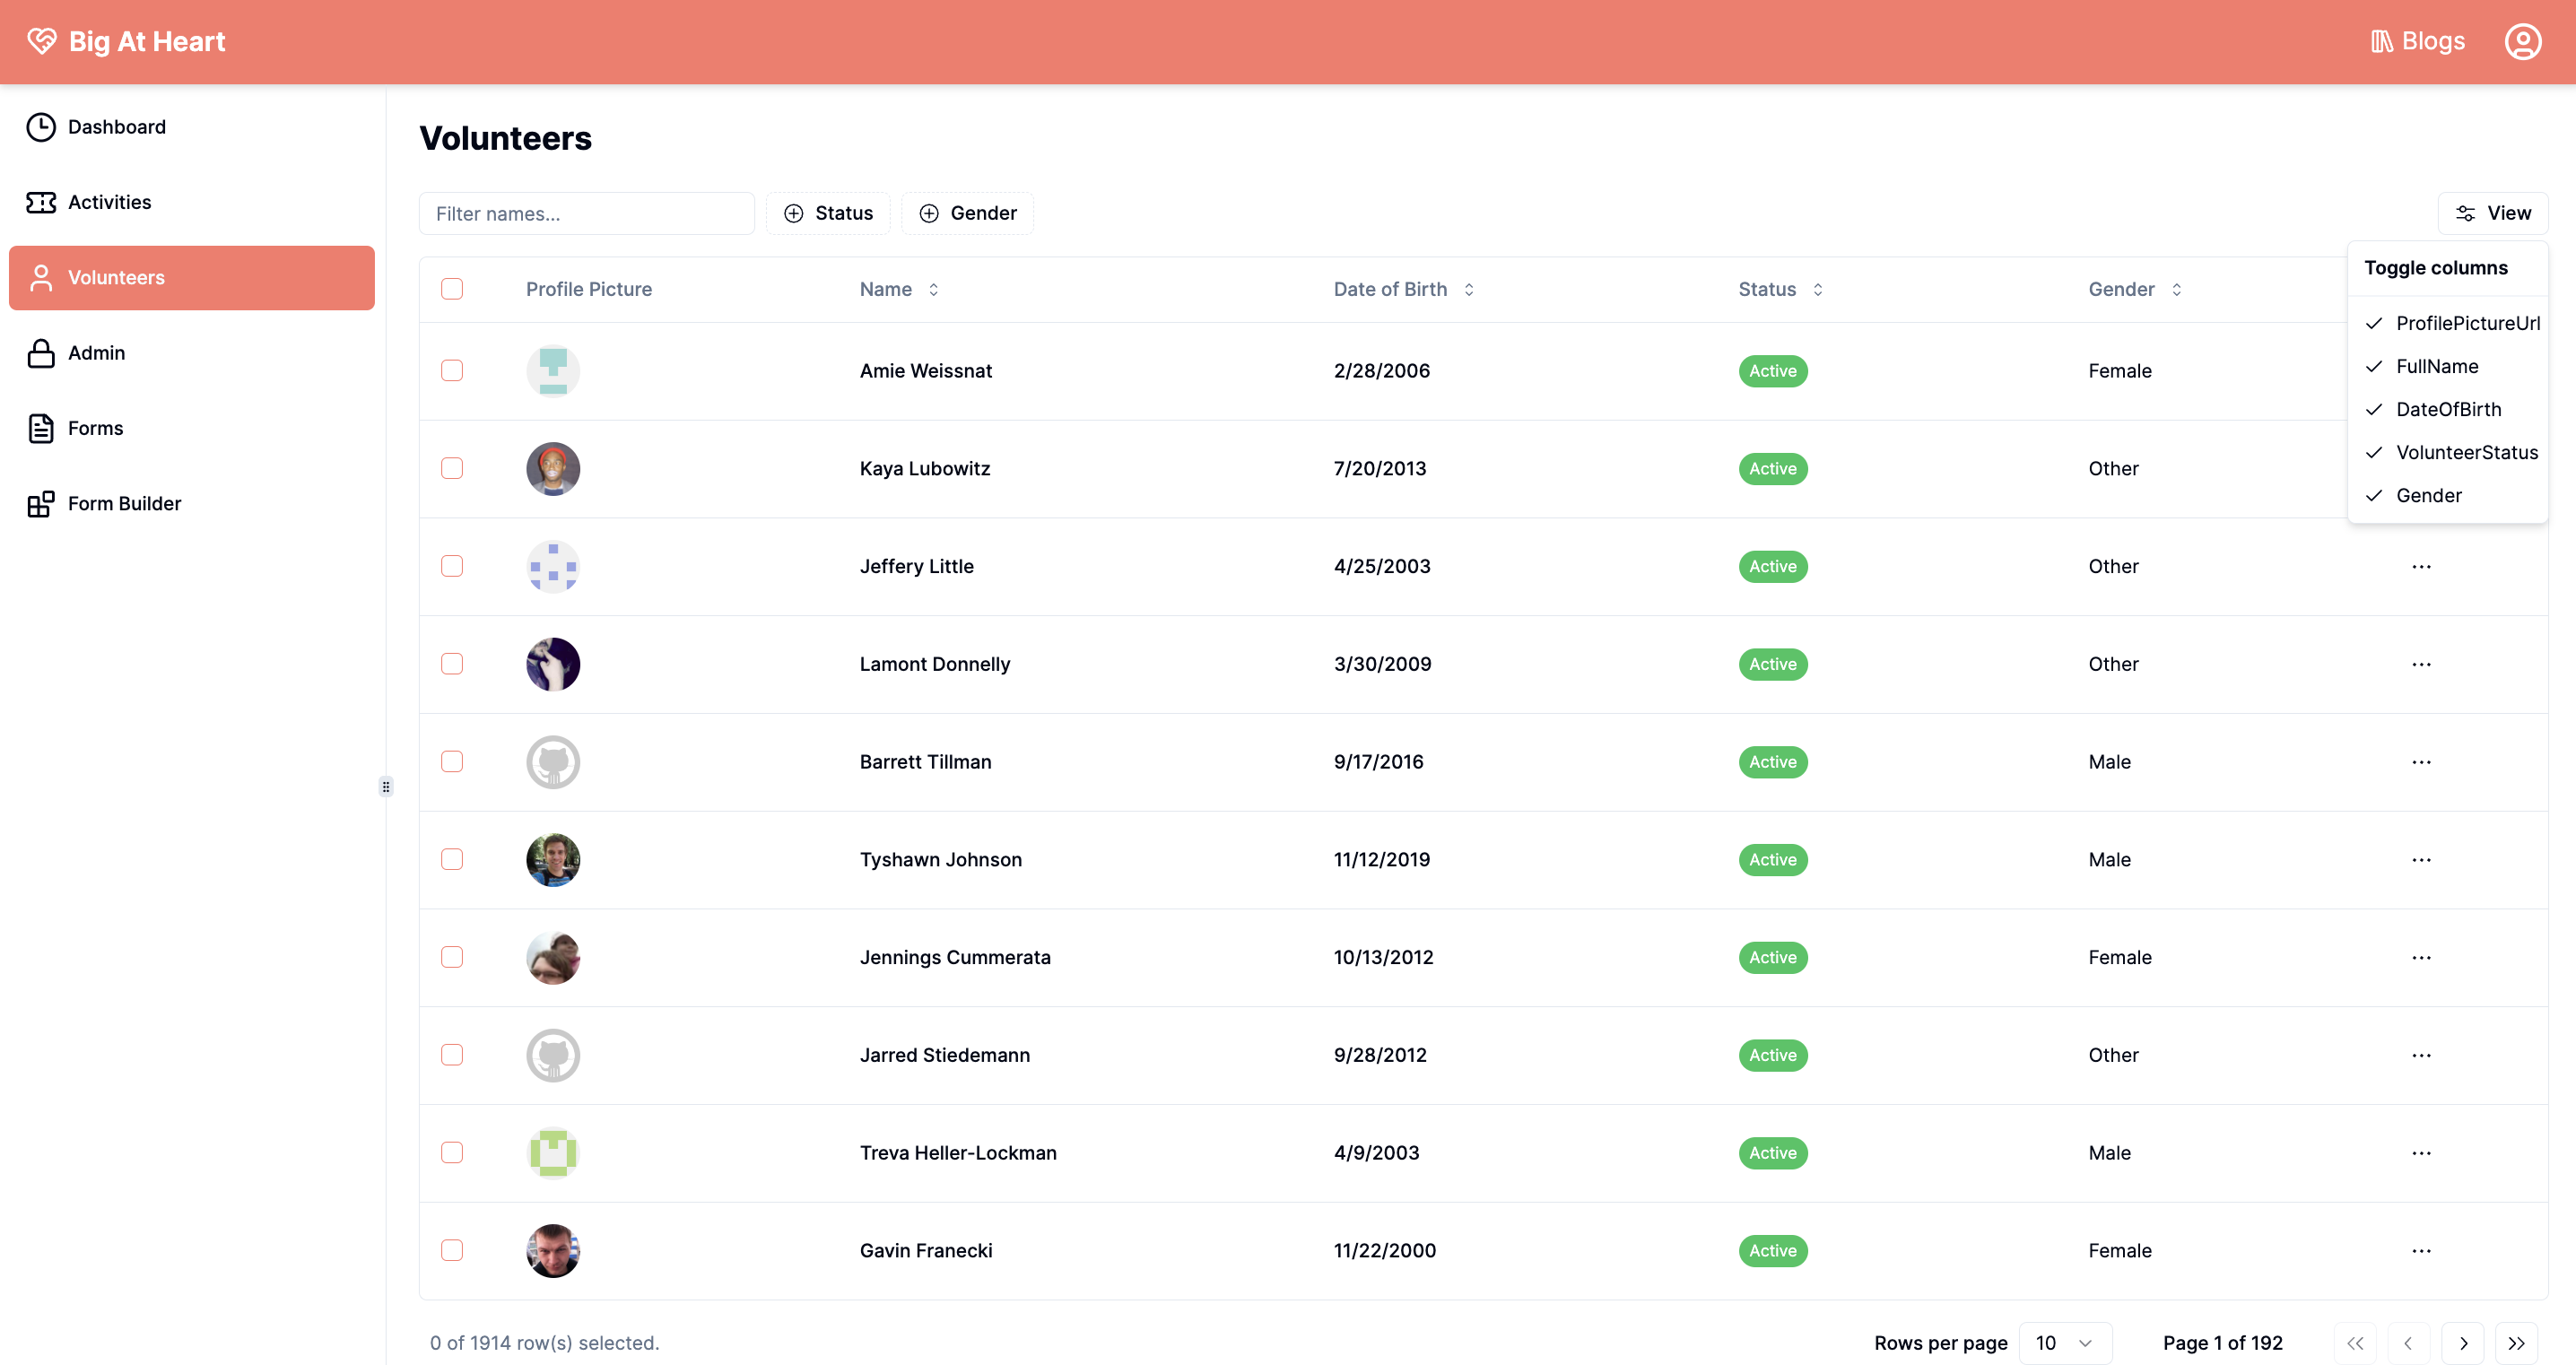 Big At Heart
Blogs
Dashboard
Activities
Volunteers
Admin
Forms
Form Builder
Volunteers
Filter names...
Status
Gender
View
Toggle columns
ProfilePictureUrl
FullName
DateOfBirth
VolunteerStatus
Gender
Profile Picture Name Date of Birth Status Gender
Amie Weissnat 2/28/2006 Active Female
Kaya Lubowitz 7/20/2013 Active Other
Jeffery Little 4/25/2003 Active Other
Lamont Donnelly 3/30/2009 Active Other
Barrett Tillman 9/17/2016 Active Male
Tyshawn Johnson 11/12/2019 Active Male
Jennings Cummerata 10/13/2012 Active Female
Jarred Stiedemann 9/28/2012 Active Other
Treva Heller-Lockman 4/9/2003 Active Male
Gavin Franecki 11/22/2000 Active Female
0 of 1914 row(s) selected.
Rows per page 10
Page 1 of 192